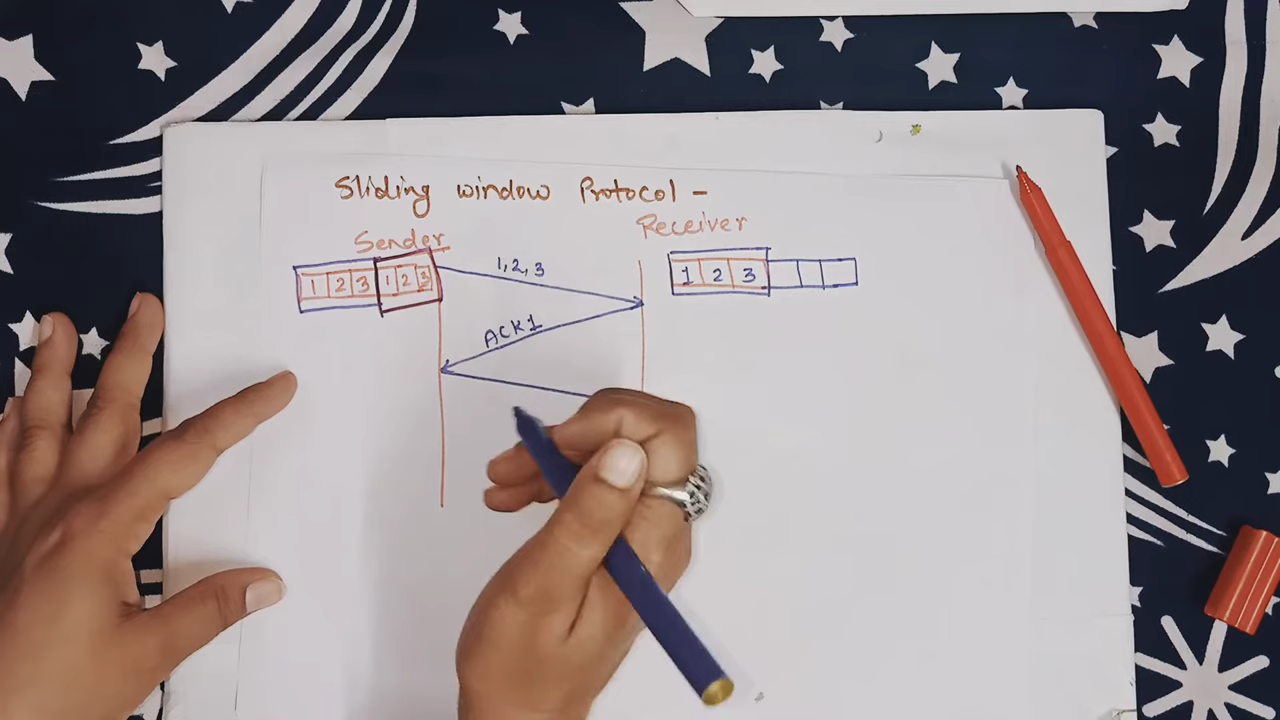 Sliding window Protocol -
Sender
Receiver
1 2 3 1 2 3
1,2,3
1 2 3
ACK1